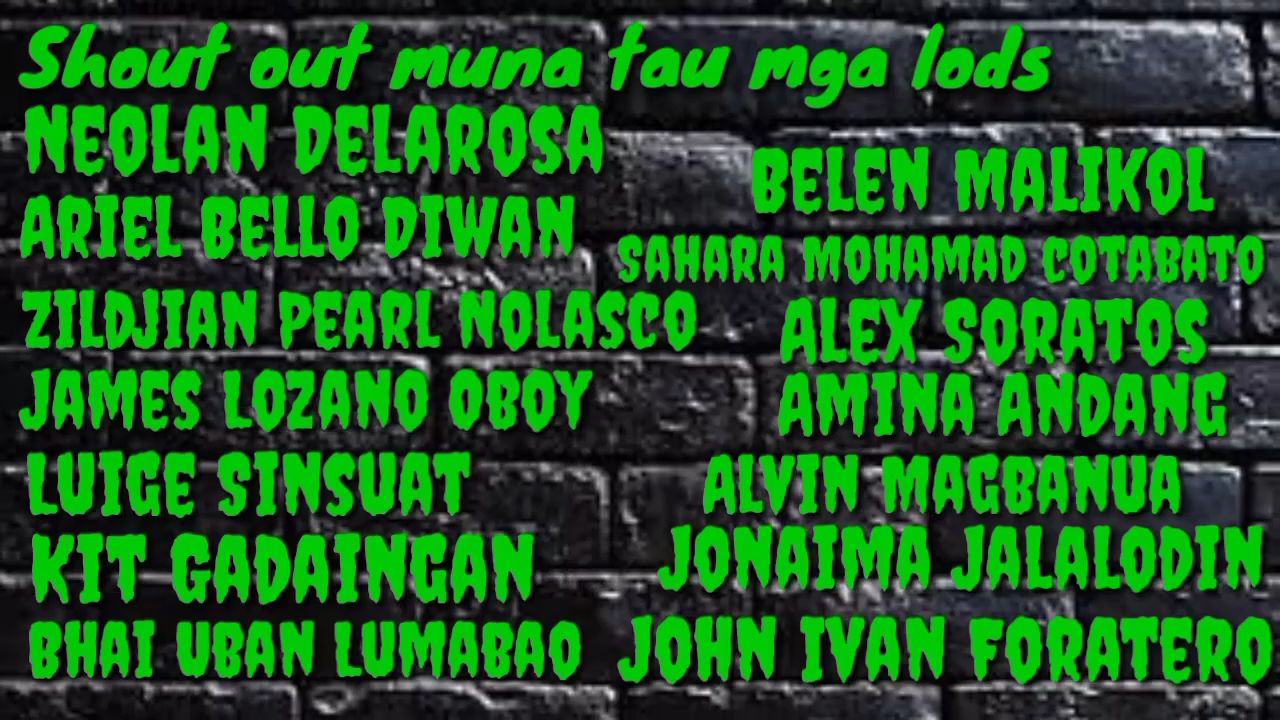 Shout out muna tau mga lods
NEOLAN DELAROSA
ARIEL BELLO DIWAN
ZILDJIAN PEARL NOLASCO
JAMES LOZANO OBOY
LUIGE SINSUAT
KIT GADAINGAN
BHAI UBAN LUMABAO
BELEN MALIKOL
SAHARA MOHAMAD COTABATO
ALEX SORATOS
AMINA ANDANG
ALVIN MAGBANUA
JONAIMA JALALODIN
JOHN IVAN FORATERO